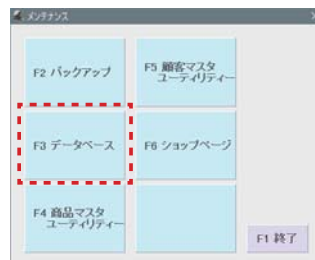 メンテナンス
F2 バックアップ
F5 顧客マスタ
ユーティリティー
F3 データベース
F6 ショップページ
F4 商品マスタ
ユーティリティー
F1 終了